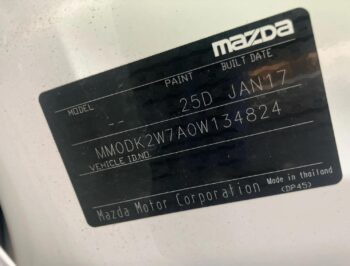 mazda
MODEL PAINT BUILT DATE
-- 25D JAN17
MM0DK2W7A0W134824
VEHICLE ID.NO.
Mazda Motor Corporation Made in thailand
(DP45)